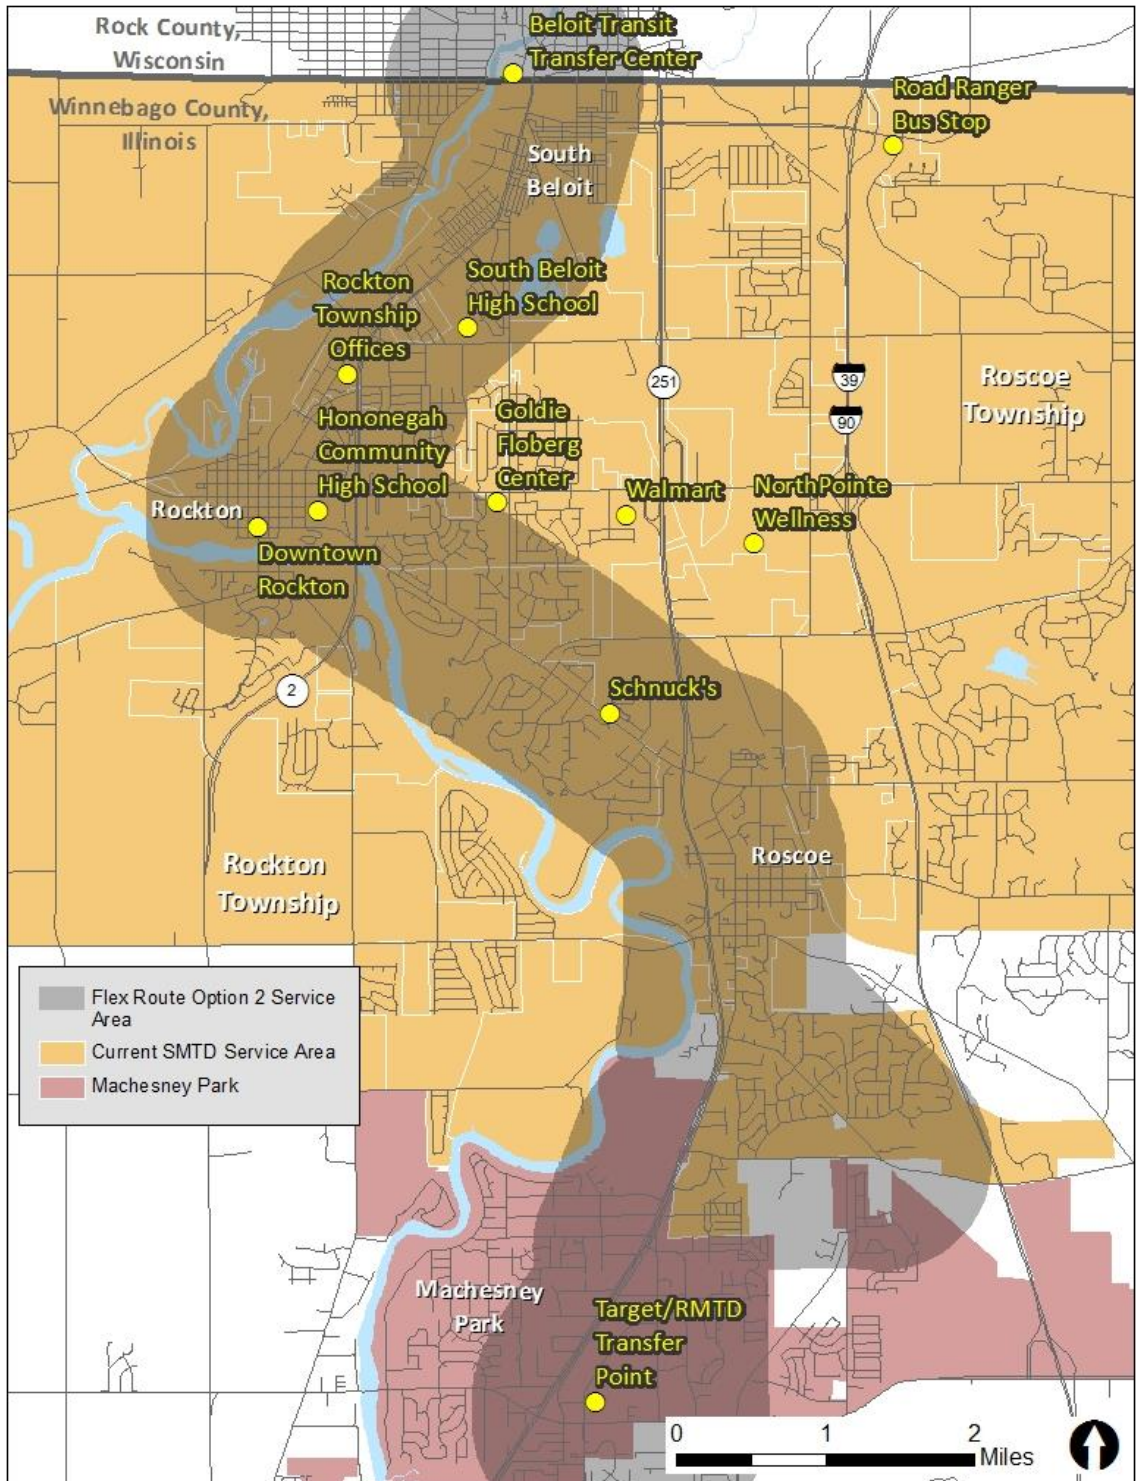 Rock County,
Wisconsin
Winnebago County,
Illinois
Beloit Transit
Transfer Center
Road Ranger
Bus Stop
South
Beloit
South Beloit
High School
Rockton
Township
Offices
251
39
90
Roscoe
Township
Hononegah
Community
High School
Goldie
Floberg
Center
Walmart
NorthPointe
Wellness
Rockton
Downtown
Rockton
2
Schnuck's
Roscoe
Rockton
Township
Flex Route Option 2 Service
Area
Current SMTD Service Area
Machesney Park
Machesney
Park
Target/RMTD
Transfer
Point
0 1 2
Miles